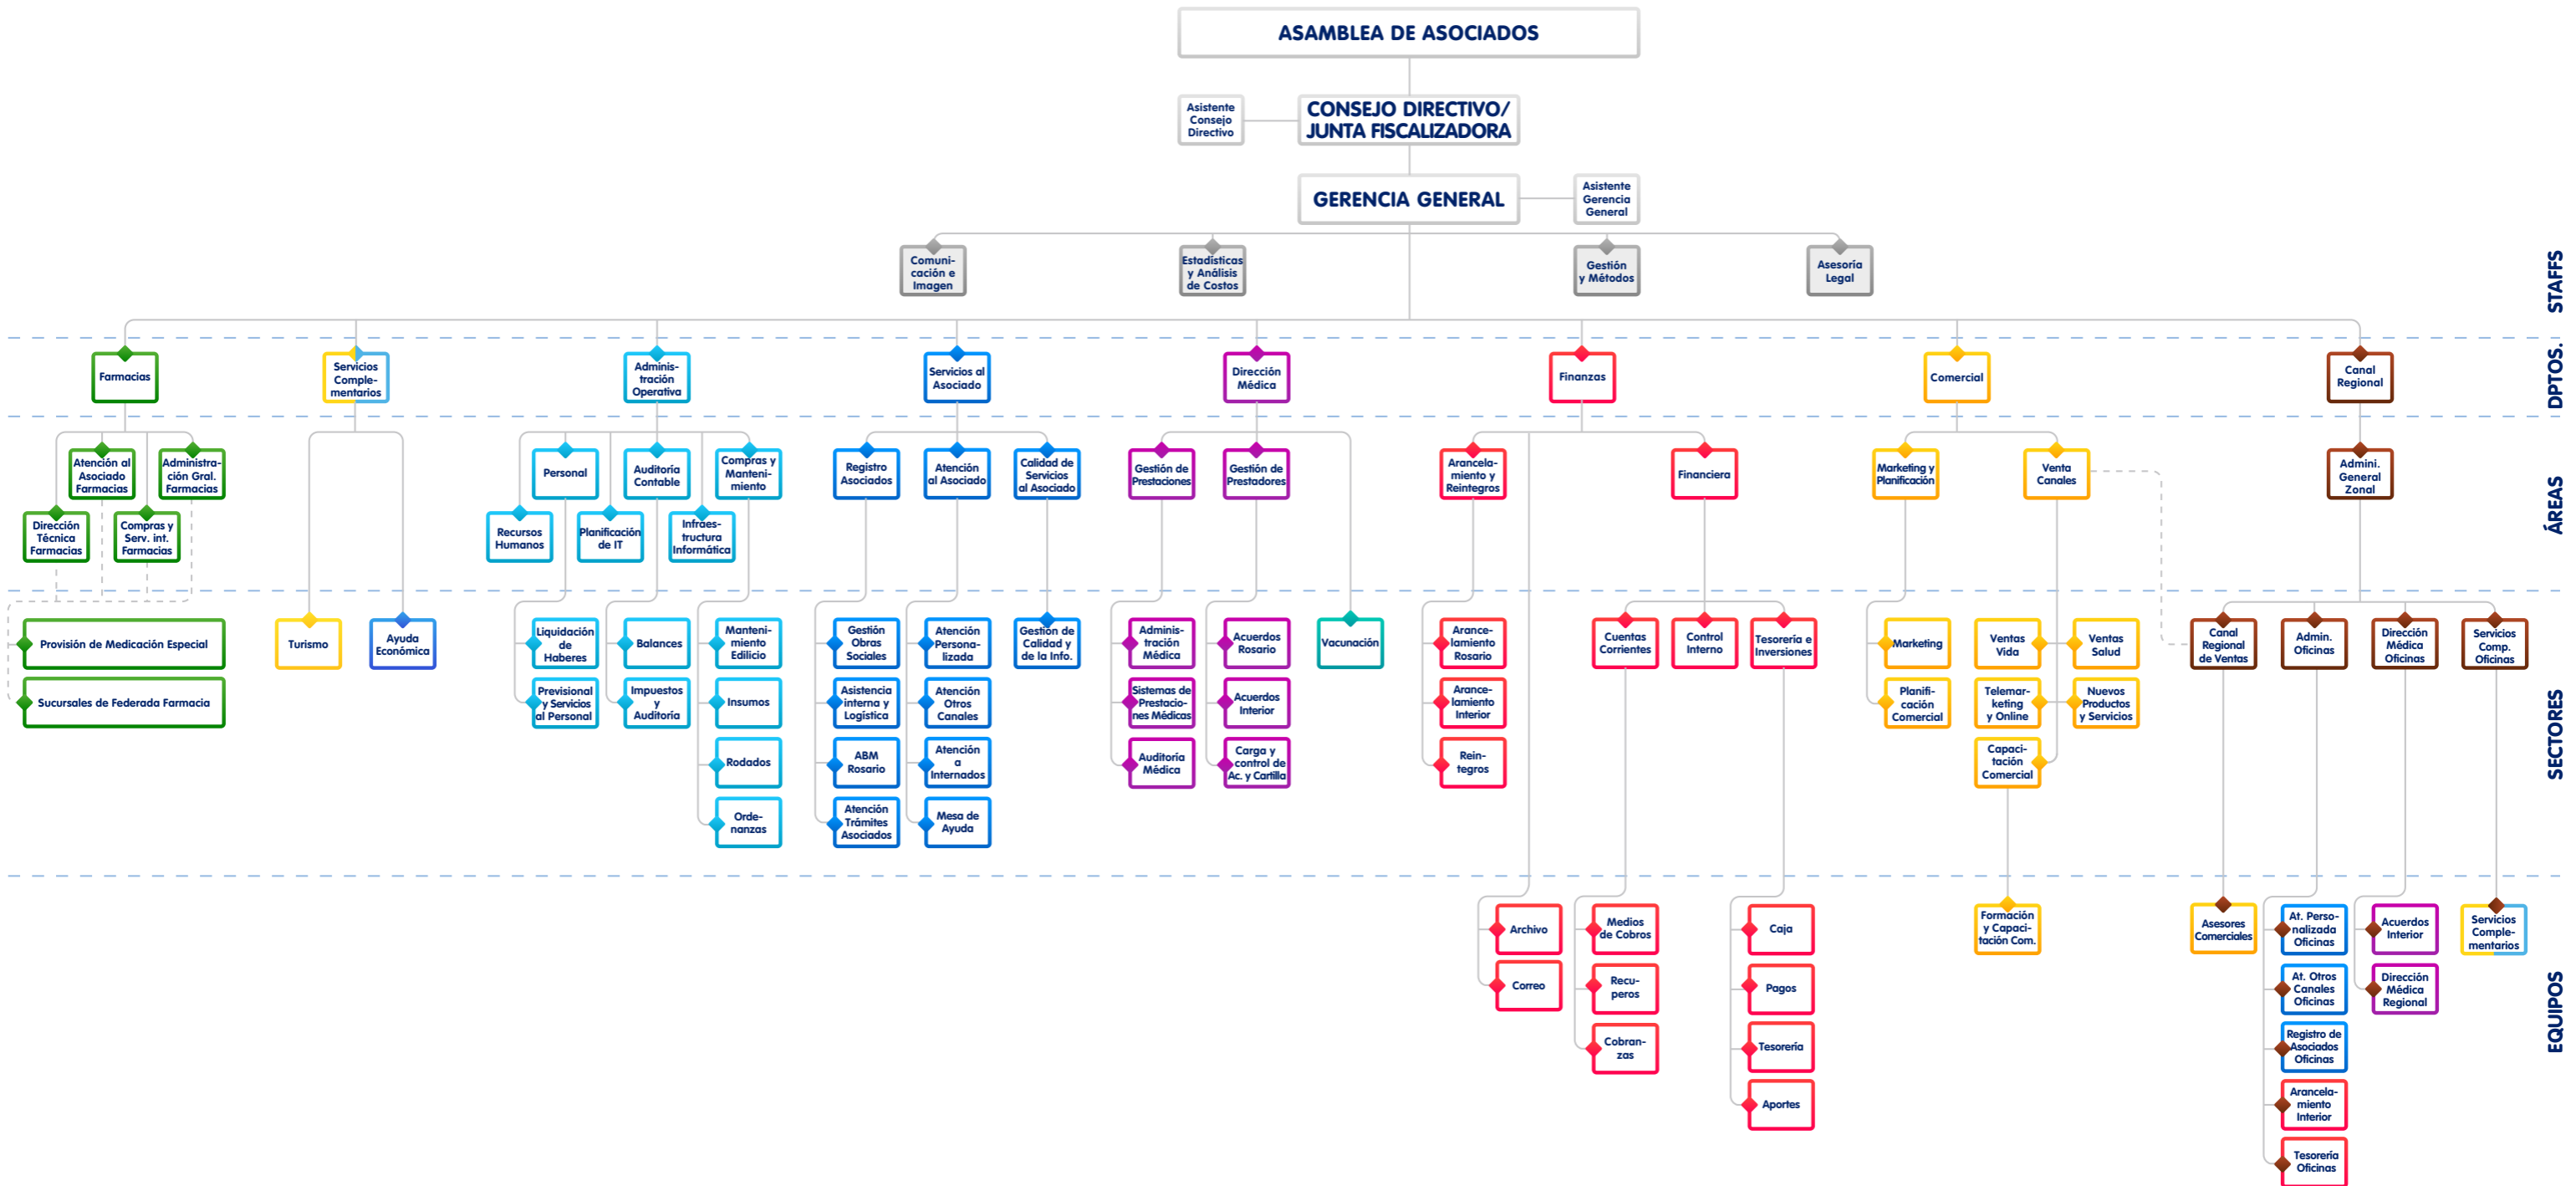 ASAMBLEA DE ASOCIADOS
Asistente
Consejo
Directivo
CONSEJO DIRECTIVO/
JUNTA FISCALIZADORA
GERENCIA GENERAL
Asistente
Gerencia
General
Comuni-
cación e
Imagen
Estadísticas
y Análisis
de Costos
Gestión
y Métodos
Asesoría
Legal
STAFFS
Farmacias
Servicios
Comple-
mentarios
Adminis-
tración
Operativa
Servicios al
Asociado
Dirección
Médica
Finanzas
Comercial
Canal
Regional
DPTOS.
Atención al
Asociado
Farmacias
Administra-
ción Gral.
Farmacias
Dirección
Técnica
Farmacias
Compras y
Serv. int.
Farmacias
Personal
Auditoría
Contable
Compras y
Manteni-
miento
Recursos
Humanos
Planificación
de IT
Infraes-
tructura
Informática
Registro
Asociados
Atención
al Asociado
Calidad de
Servicios
al Asociado
Gestión de
Prestaciones
Gestión de
Prestadores
Arancela-
miento y
Reintegros
Financiera
Marketing y
Planificación
Venta
Canales
Admini.
General
Zonal
ÁREAS
Provisión de Medicación Especial
Sucursales de Federada Farmacia
Turismo
Ayuda
Económica
Liquidación
de
Haberes
Previsional
y Servicios
al Personal
Balances
Impuestos
y
Auditoría
Manteni-
miento
Edilicio
Insumos
Rodados
Orde-
nanzas
Gestión
Obras
Sociales
Asistencia
interna y
Logística
ABM
Rosario
Atención
Trámites
Asociados
Atención
Persona-
lizada
Atención
Otros
Canales
Atención
a
Internados
Mesa de
Ayuda
Gestión de
Calidad y
de la Info.
Adminis-
tración
Médica
Sistemas de
Prestacio-
nes Médicas
Auditoría
Médica
Acuerdos
Rosario
Acuerdos
Interior
Carga y
control de
Ac. y Cartilla
Vacunación
Arance-
lamiento
Rosario
Arance-
lamiento
Interior
Rein-
tegros
Cuentas
Corrientes
Control
Interno
Tesorería e
Inversiones
Marketing
Planifi-
cación
Comercial
Ventas
Vida
Ventas
Salud
Telemar-
keting
y Online
Nuevos
Productos
y Servicios
Capaci-
tación
Comercial
Canal
Regional
de Ventas
Admin.
Oficinas
Dirección
Médica
Oficinas
Servicios
Comp.
Oficinas
SECTORES
Archivo
Correo
Medios
de Cobros
Recu-
peros
Cobran-
zas
Caja
Pagos
Tesorería
Aportes
Formación
y Capaci-
tación Com.
Asesores
Comerciales
At. Perso-
nalizada
Oficinas
At. Otros
Canales
Oficinas
Registro de
Asociados
Oficinas
Arancela-
miento
Interior
Tesorería
Oficinas
Acuerdos
Interior
Dirección
Médica
Regional
Servicios
Comple-
mentarios
EQUIPOS